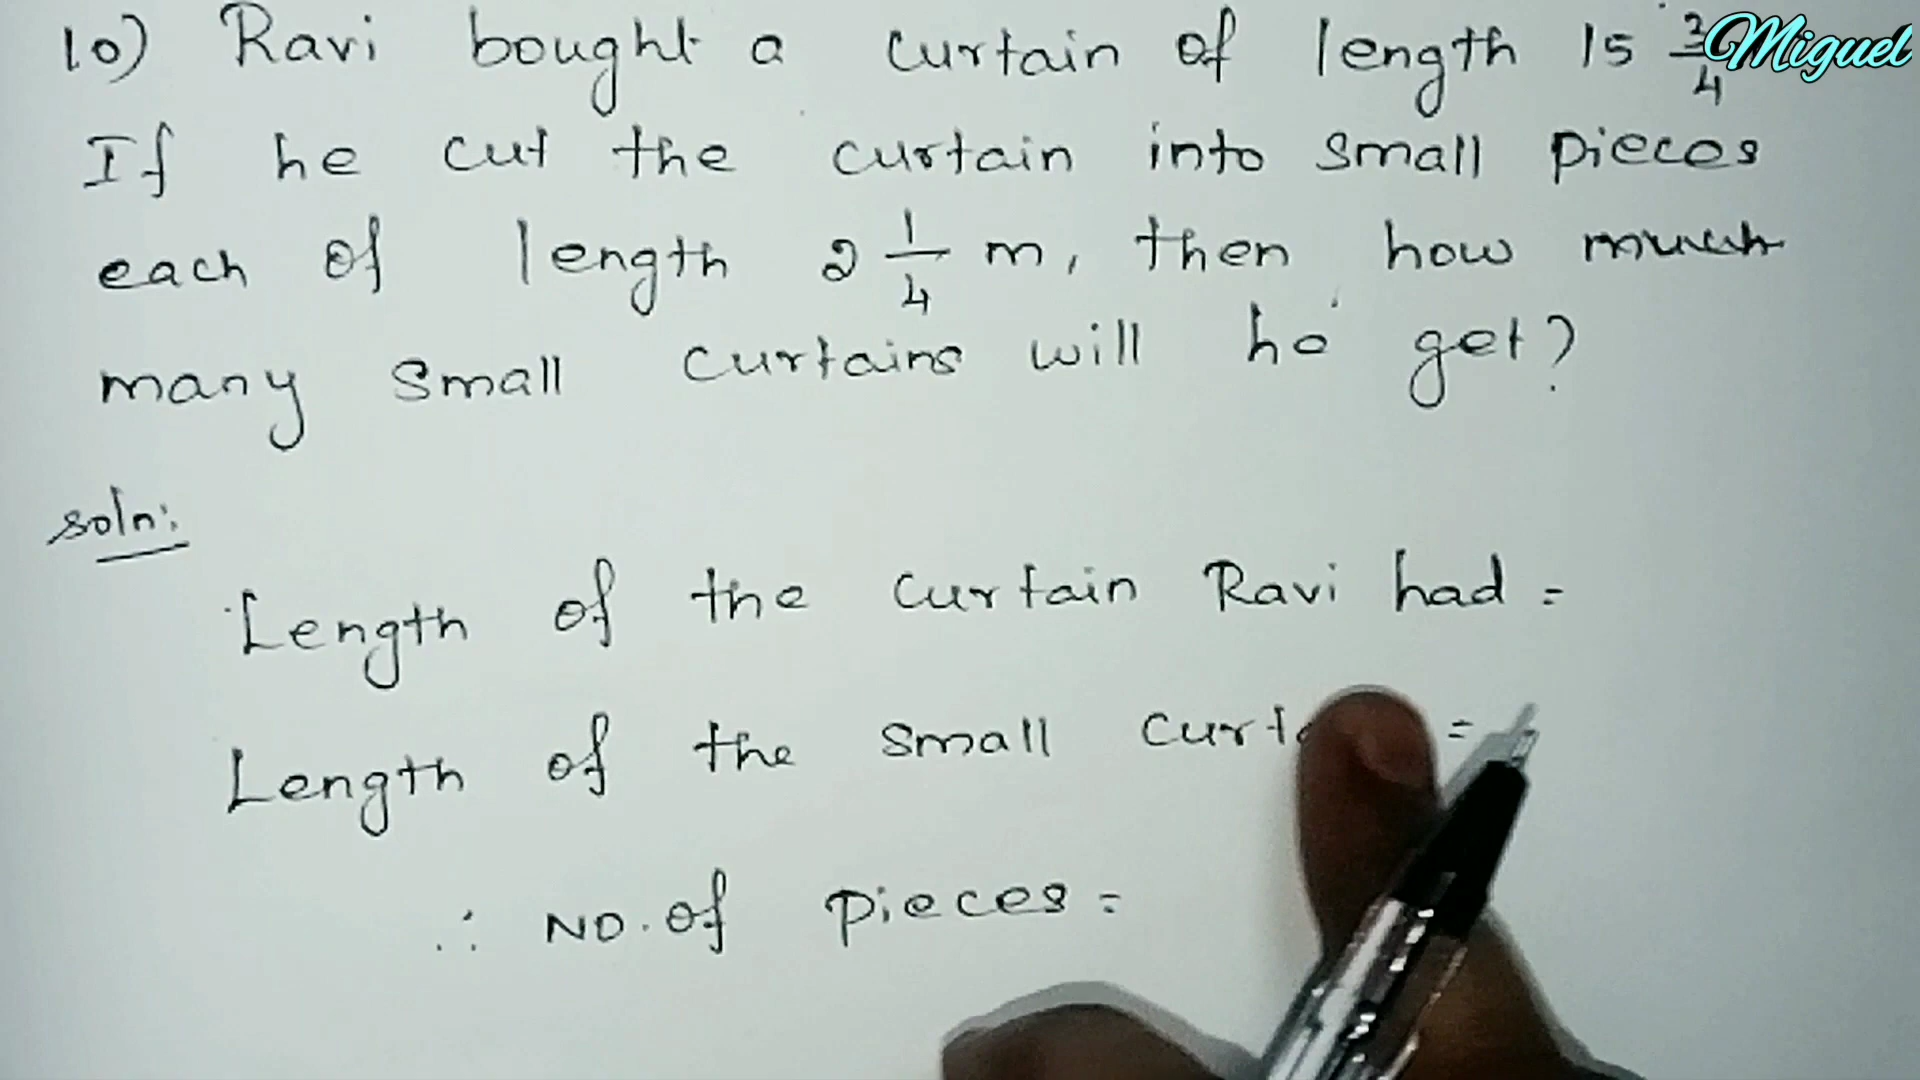 10) Ravi bought a curtain of length 15 3/4
Miguel
If he cut the curtain into small pieces
each of length 2 1/4 m, then how much
many small curtains will he get?
soln:
Length of the curtain Ravi had =
Length of the small =
∴ NO. of pieces =